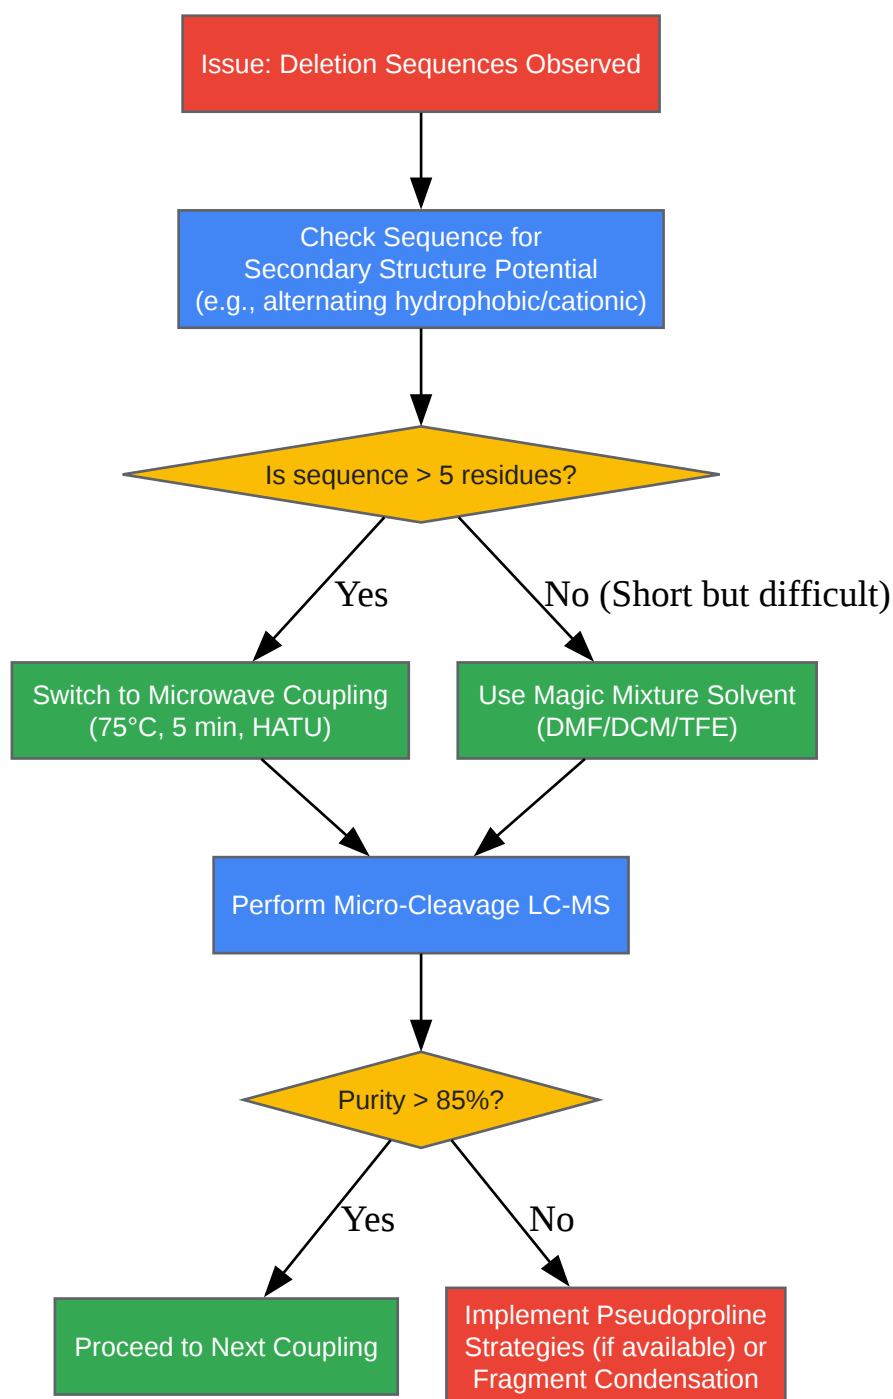 Issue: Deletion Sequences Observed
Check Sequence for
Secondary Structure Potential
(e.g., alternating hydrophobic/cationic)
Is sequence > 5 residues?
Yes
No (Short but difficult)
Switch to Microwave Coupling
(75°C, 5 min, HATU)
Use Magic Mixture Solvent
(DMF/DCM/TFE)
Perform Micro-Cleavage LC-MS
Purity > 85%?
Yes
No
Proceed to Next Coupling
Implement Pseudoproline
Strategies (if available) or
Fragment Condensation